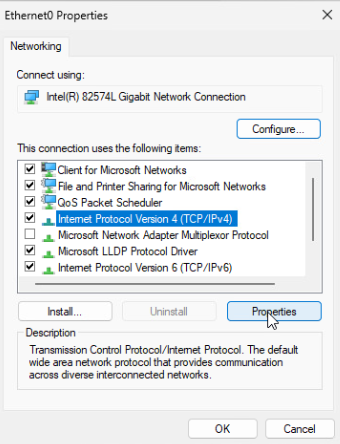 Ethernet0 Properties
Networking
Connect using:
Intel(R) 82574L Gigabit Network Connection
Configure...
This connection uses the following items:
Client for Microsoft Networks
File and Printer Sharing for Microsoft Networks
QoS Packet Scheduler
Internet Protocol Version 4 (TCP/IPv4)
Microsoft Network Adapter Multiplexor Protocol
Microsoft LLDP Protocol Driver
Internet Protocol Version 6 (TCP/IPv6)
Install... Uninstall Properties
Description
Transmission Control Protocol/Internet Protocol. The default
wide area network protocol that provides communication
across diverse interconnected networks.
OK Cancel